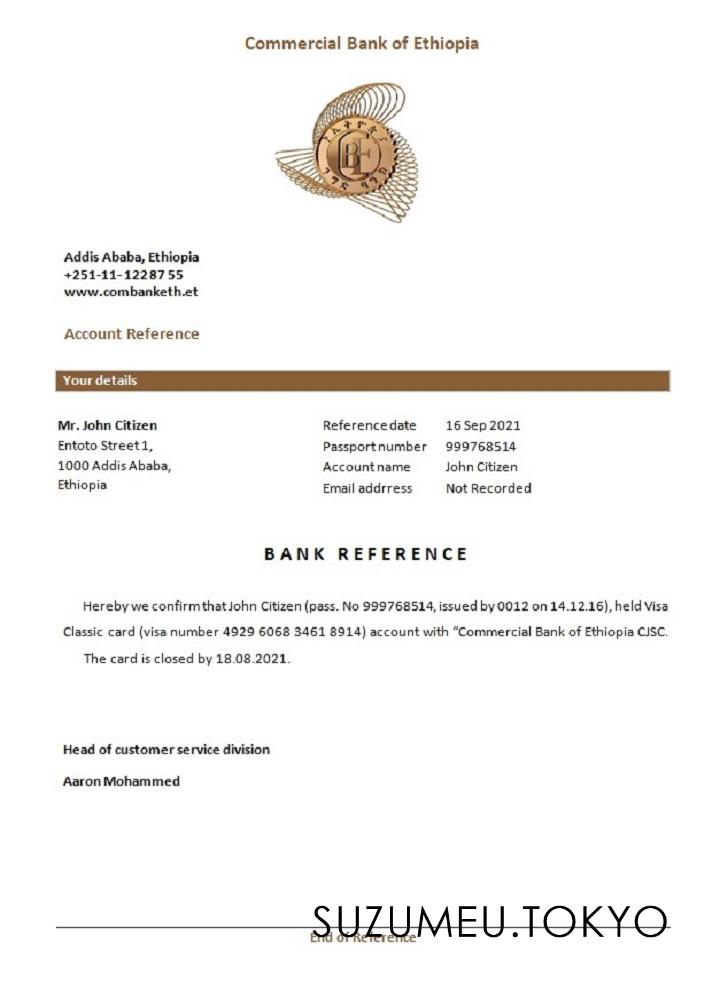 Commercial Bank of Ethiopia
CBE
Addis Ababa, Ethiopia
+251-11-12287 55
www.combanketh.et
Account Reference
Your details
Mr. John Citizen
Entoto Street 1,
1000 Addis Ababa,
Ethiopia
Reference date 16 Sep 2021
Passport number 999768514
Account name John Citizen
Email addrress Not Recorded
BANK REFERENCE
Hereby we confirm that John Citizen (pass. No 999768514, issued by 0012 on 14.12.16), held Visa
Classic card (visa number 4929 6068 3461 8914) account with “Commercial Bank of Ethiopia CJSC.
The card is closed by 18.08.2021.
Head of customer service division
Aaron Mohammed
SUZUMEU.TOKYO
End of Reference